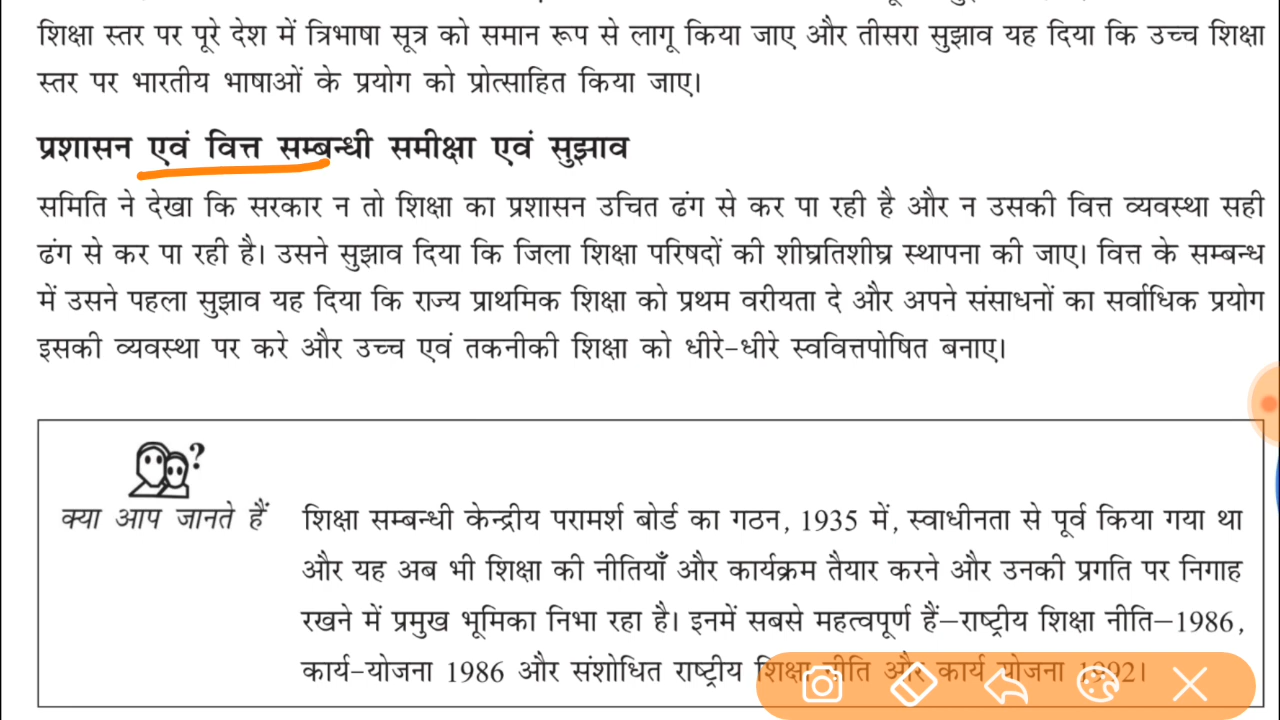 शिक्षा स्तर पर पूरे देश में त्रिभाषा सूत्र को समान रूप से लागू किया जाए और तीसरा सुझाव यह दिया कि उच्च शिक्षा
स्तर पर भारतीय भाषाओं के प्रयोग को प्रोत्साहित किया जाए।
प्रशासन एवं वित्त सम्बन्धी समीक्षा एवं सुझाव
समिति ने देखा कि सरकार न तो शिक्षा का प्रशासन उचित ढंग से कर पा रही है और न उसकी वित्त व्यवस्था सही
ढंग से कर पा रही है। उसने सुझाव दिया कि जिला शिक्षा परिषदों की शीघ्रतिशीघ्र स्थापना की जाए। वित्त के सम्बन्ध
में उसने पहला सुझाव यह दिया कि राज्य प्राथमिक शिक्षा को प्रथम वरीयता दे और अपने संसाधनों का सर्वाधिक प्रयोग
इसकी व्यवस्था पर करे और उच्च एवं तकनीकी शिक्षा को धीरे-धीरे स्ववित्तपोषित बनाए।
?
क्या आप जानते हैं
शिक्षा सम्बन्धी केन्द्रीय परामर्श बोर्ड का गठन, 1935 में, स्वाधीनता से पूर्व किया गया था
और यह अब भी शिक्षा की नीतियाँ और कार्यक्रम तैयार करने और उनकी प्रगति पर निगाह
रखने में प्रमुख भूमिका निभा रहा है। इनमें सबसे महत्वपूर्ण हैं–राष्ट्रीय शिक्षा नीति–1986,
कार्य-योजना 1986 और संशोधित राष्ट्रीय शिक्षा नीति और कार्य योजना 1992।